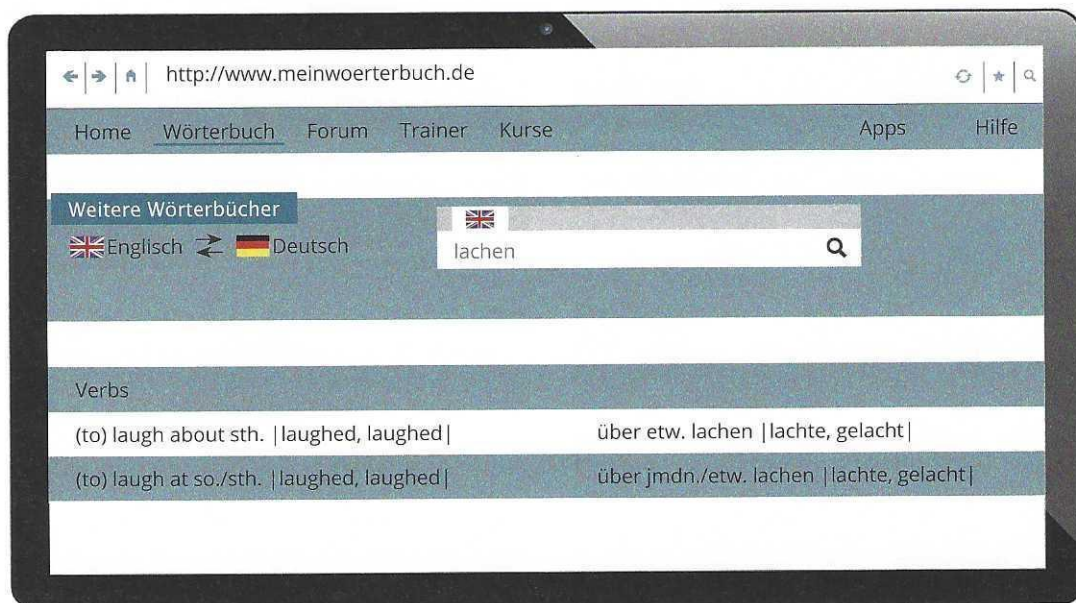 http://www.meinwoerterbuch.de
Home Wörterbuch Forum Trainer Kurse Apps Hilfe
Weitere Wörterbücher
Englisch Deutsch
lachen
Verbs
(to) laugh about sth. |laughed, laughed| über etw. lachen |lachte, gelacht|
(to) laugh at so./sth. |laughed, laughed| über jmdn./etw. lachen |lachte, gelacht|